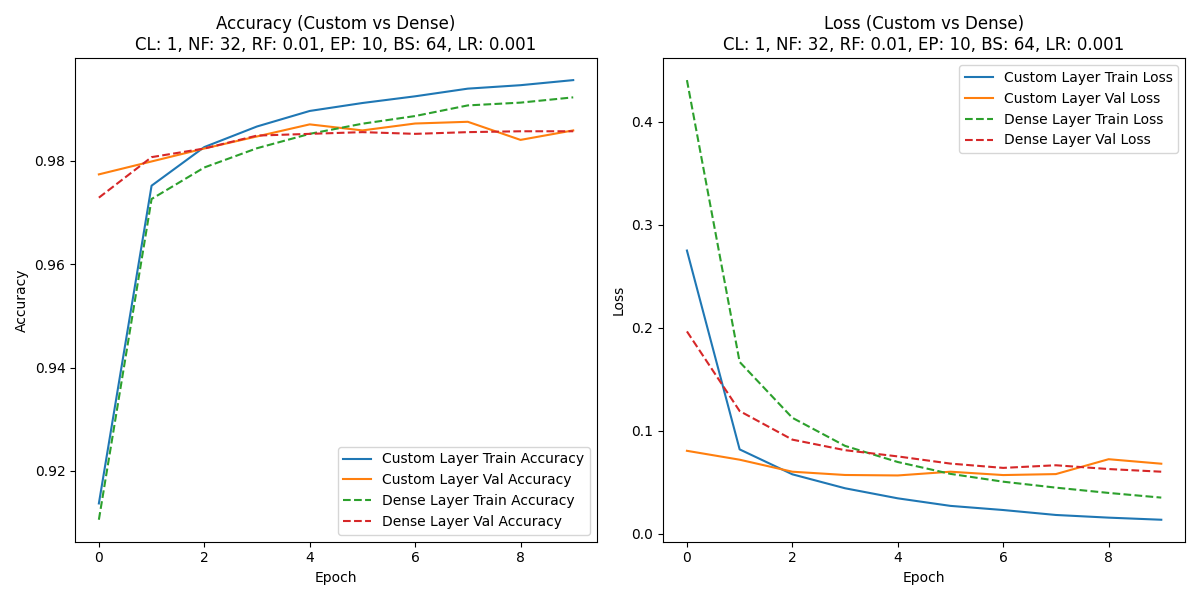 Accuracy (Custom vs Dense)
CL: 1, NF: 32, RF: 0.01, EP: 10, BS: 64, LR: 0.001
0.98
0.96
0.94
0.92
Accuracy
Custom Layer Train Accuracy
Custom Layer Val Accuracy
Dense Layer Train Accuracy
Dense Layer Val Accuracy
0
2
4
6
8
Epoch
Loss (Custom vs Dense)
CL: 1, NF: 32, RF: 0.01, EP: 10, BS: 64, LR: 0.001
Custom Layer Train Loss
Custom Layer Val Loss
Dense Layer Train Loss
Dense Layer Val Loss
0.4
0.3
0.2
0.1
0.0
Loss
0
2
4
6
8
Epoch